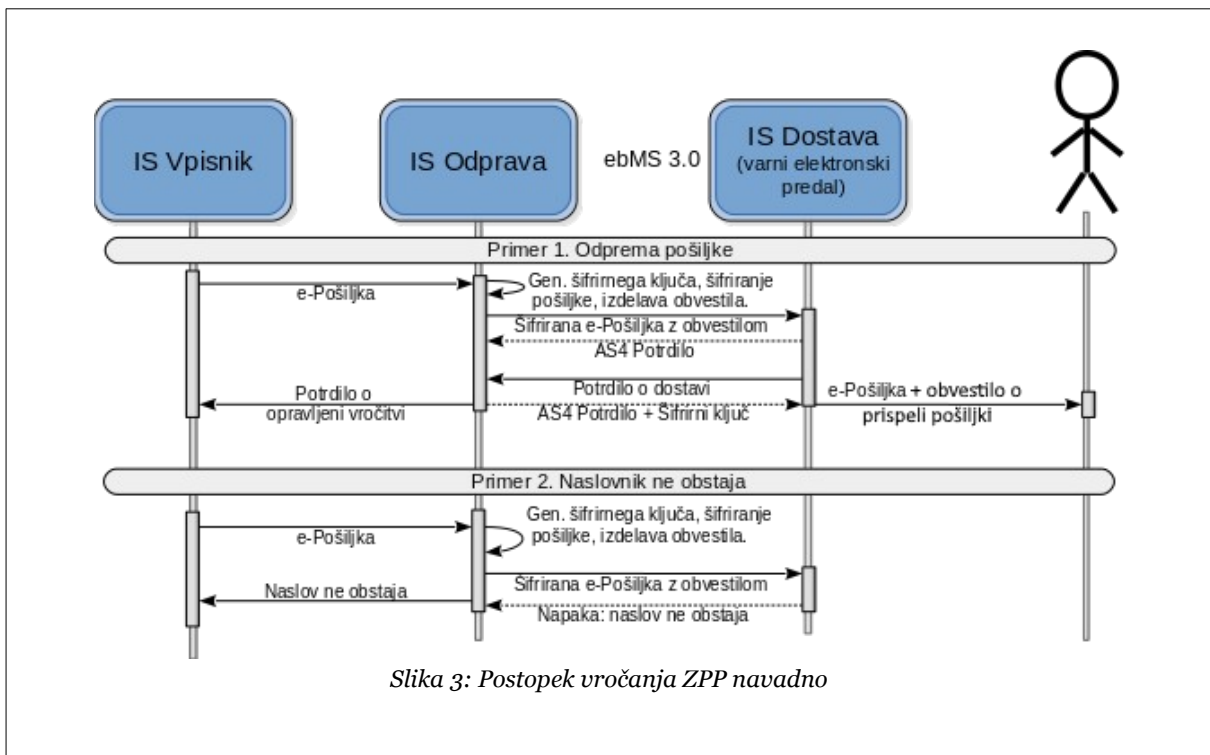 IS Vpisnik
IS Odprava
ebMS 3.0
IS Dostava
(varni elektronski
predal)
Primer 1. Odprema pošiljke
e-Pošiljka
Gen. šifrirnega ključa, šifriranje
pošiljke, izdelava obvestila.
Šifrirana e-Pošiljka z obvestilom
AS4 Potrdilo
Potrdilo o dostavi
Potrdilo o
opravljeni vročitvi
AS4 Potrdilo + Šifrirni ključ
e-Pošiljka + obvestilo o
prispeli pošiljki
Primer 2. Naslovnik ne obstaja
e-Pošiljka
Gen. šifrirnega ključa, šifriranje
pošiljke, izdelava obvestila.
Šifrirana e-Pošiljka z obvestilom
Naslov ne obstaja
Napaka: naslov ne obstaja
Slika 3: Postopek vročanja ZPP navadno